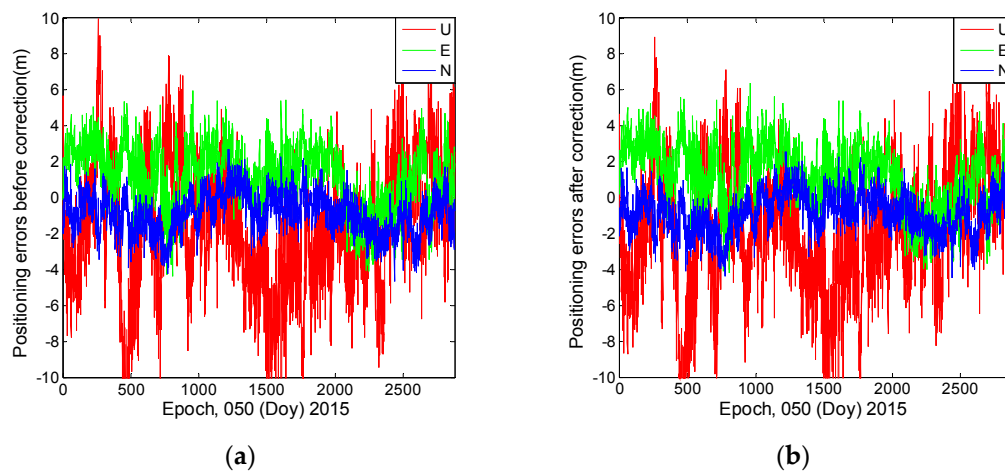 Positioning errors before correction(m)
10
8
6
4
2
0
-2
-4
-6
-8
-10
U
E
N
0 500 1000 1500 2000 2500
Epoch, 050 (Doy) 2015
(a)
Positioning errors after correction(m)
10
8
6
4
2
0
-2
-4
-6
-8
-10
U
E
N
0 500 1000 1500 2000 2500
Epoch, 050 (Doy) 2015
(b)